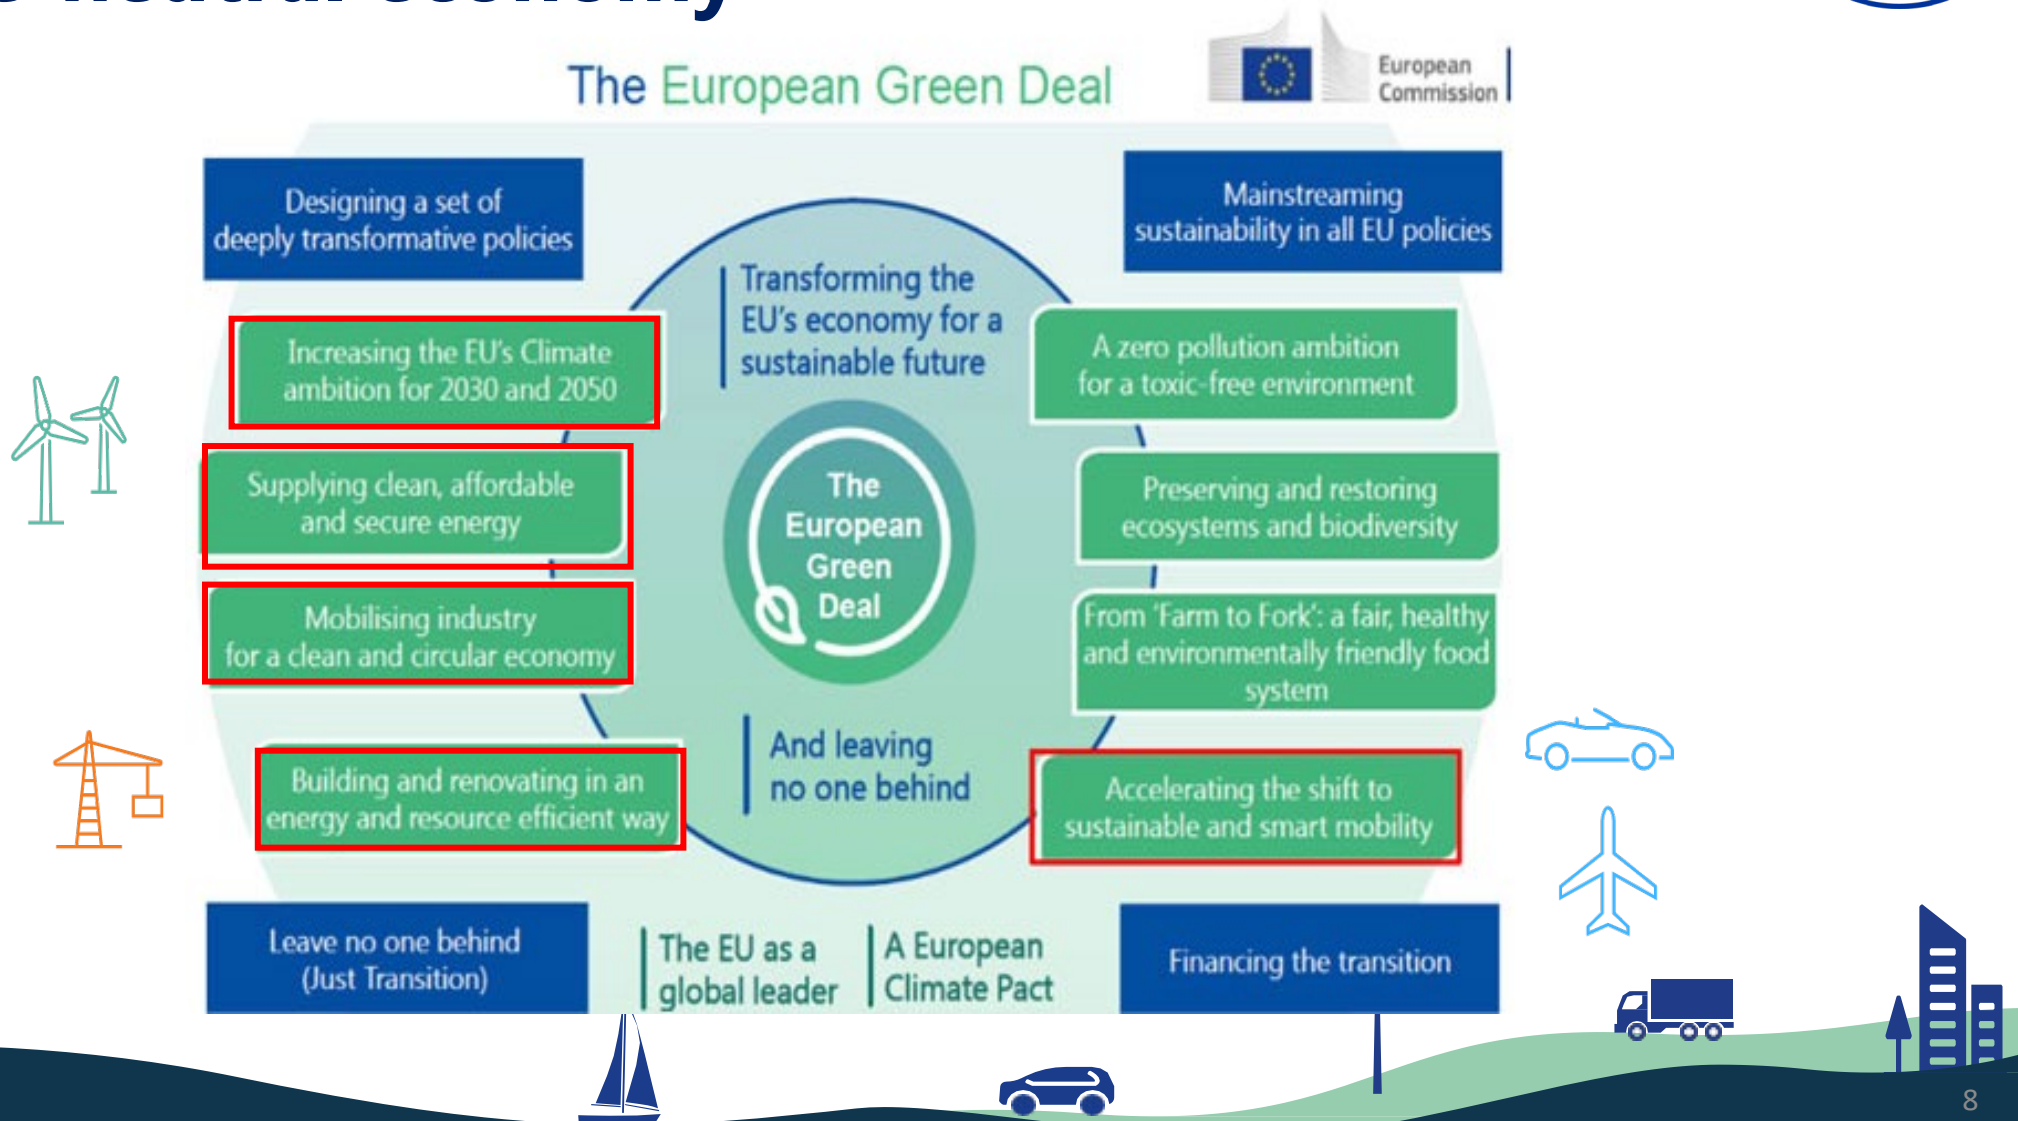 The European Green Deal
European
Commission
Designing a set of
deeply transformative policies
Mainstreaming
sustainability in all EU policies
Transforming the
EU's economy for a
sustainable future
Increasing the EU's Climate
ambition for 2030 and 2050
A zero pollution ambition
for a toxic-free environment
Supplying clean, affordable
and secure energy
The
European
Green
Deal
Preserving and restoring
ecosystems and biodiversity
Mobilising industry
for a clean and circular economy
From 'Farm to Fork': a fair, healthy
and environmentally friendly food
system
Building and renovating in an
energy and resource efficient way
And leaving
no one behind
Accelerating the shift to
sustainable and smart mobility
Leave no one behind
(Just Transition)
The EU as a
global leader
A European
Climate Pact
Financing the transition
8